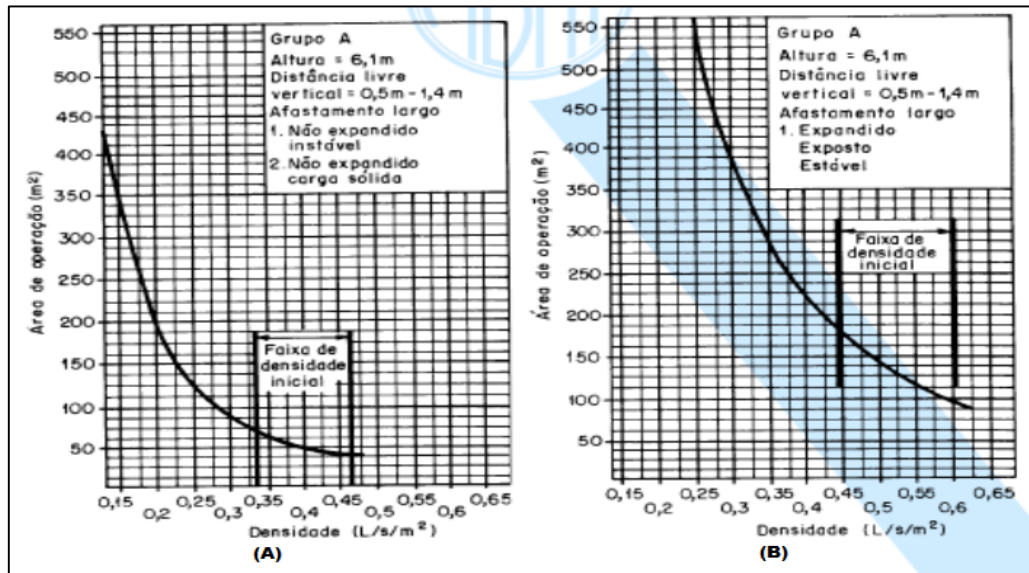 550
500
450
400
350
300
250
200
150
100
50
Área de operação (m²)
Grupo A
Altura = 6,1m
Distância livre
vertical = 0,5m - 1,4m
Afastamento largo
1. Não expandido
instável
2. Não expandido
carga sólida
Faixa de
densidade
inicial
0,15 0,25 0,35 0,45 0,55 0,65
0,2 0,3 0,4 0,5 0,6
Densidade (L/s/m²)
(A)
550
500
450
400
350
300
250
200
150
100
50
Área de operação (m²)
Grupo A
Altura = 6,1m
Distância livre
vertical = 0,5m - 1,4m
Afastamento largo
1. Expandido
Exposto
Estável
Faixa de
densidade
inicial
0,15 0,25 0,35 0,45 0,55 0,65
0,2 0,3 0,4 0,5 0,6
Densidade (L/s/m²)
(B)